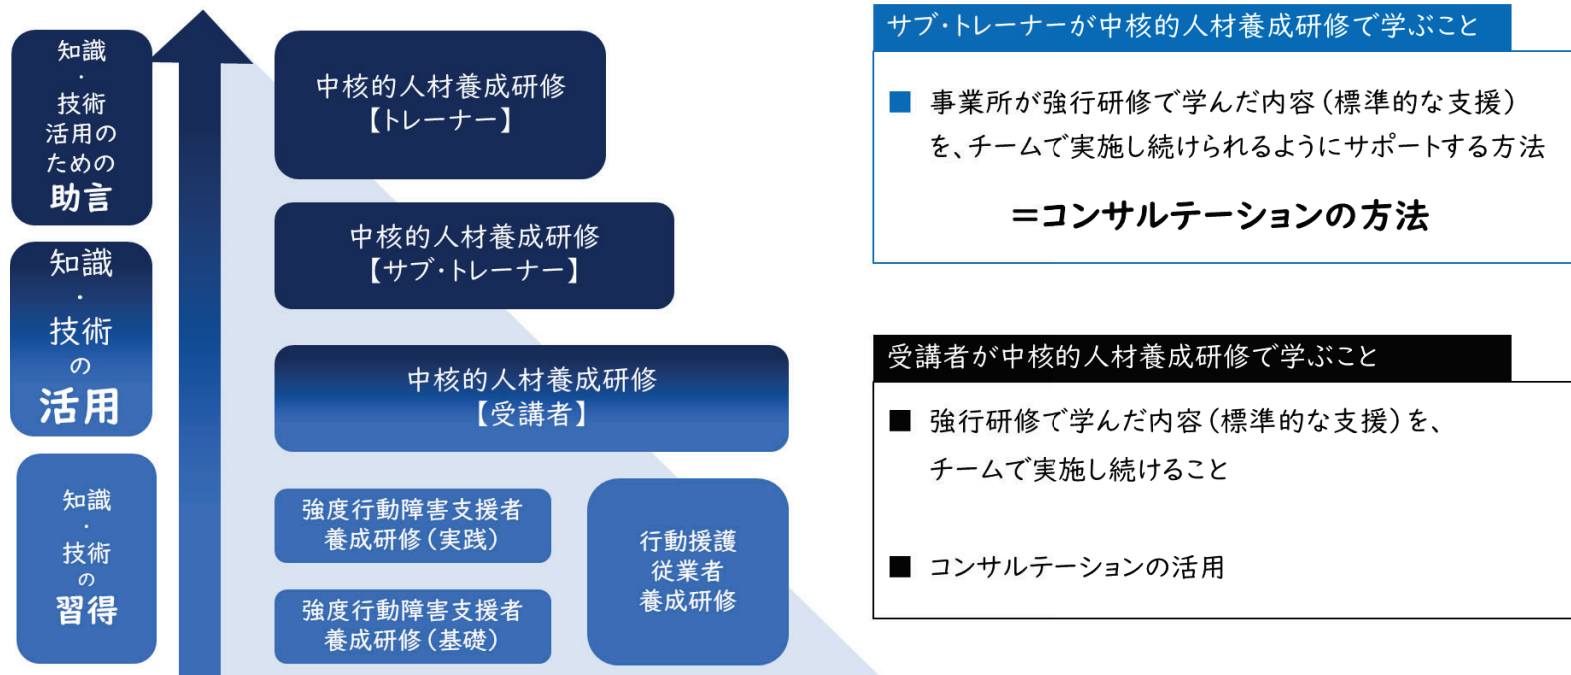 知識
・
技術
活用の
ための
助言
知識
・
技術
の
活用
知識
・
技術
の
習得
中核的人材養成研修
【トレーナー】
中核的人材養成研修
【サブ・トレーナー】
中核的人材養成研修
【受講者】
強度行動障害支援者
養成研修（実践）
強度行動障害支援者
養成研修（基礎）
行動援護
従業者
養成研修
サブ・トレーナーが中核的人材養成研修で学ぶこと
■ 事業所が強行研修で学んだ内容（標準的な支援）
を、チームで実施し続けられるようにサポートする方法
＝コンサルテーションの方法
受講者が中核的人材養成研修で学ぶこと
■ 強行研修で学んだ内容（標準的な支援）を、
チームで実施し続けること
■ コンサルテーションの活用